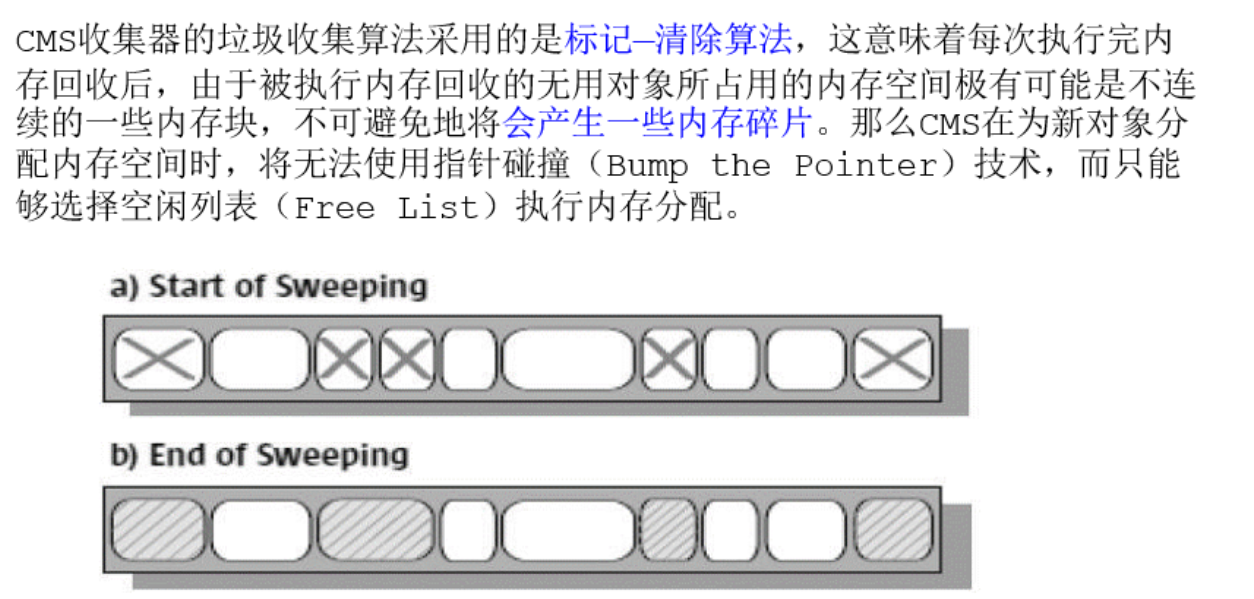 CMS收集器的垃圾收集算法采用的是标记—清除算法，这意味着每次执行完内
存回收后，由于被执行内存回收的无用对象所占用的内存空间极有可能是不连
续的一些内存块，不可避免地将会产生一些内存碎片。那么CMS在为新对象分
配内存空间时，将无法使用指针碰撞（Bump the Pointer）技术，而只能
够选择空闲列表（Free List）执行内存分配。
a) Start of Sweeping
b) End of Sweeping